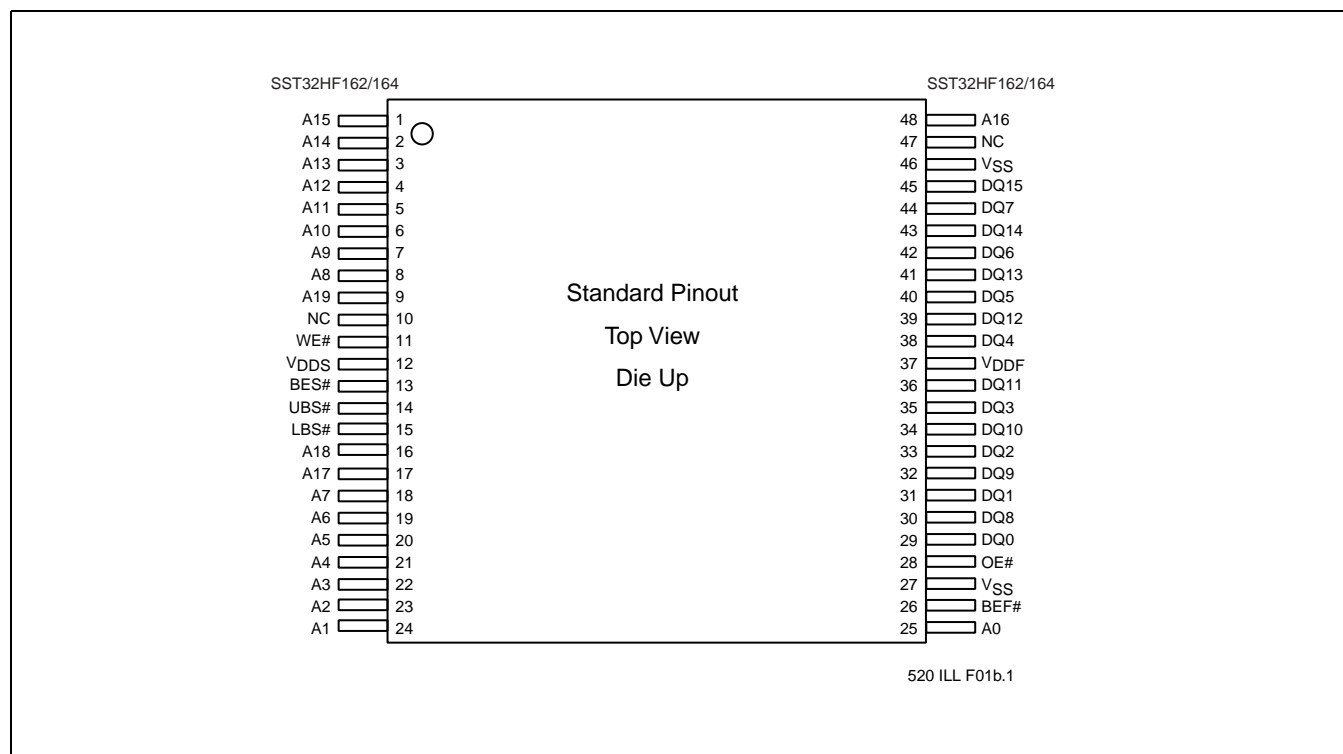 SST32HF162/164 SST32HF162/164
A15 1 48 A16
A14 2 47 NC
A13 3 46 VSS
A12 4 45 DQ15
A11 5 44 DQ7
A10 6 43 DQ14
A9 7 42 DQ6
A8 8 41 DQ13
A19 9 40 DQ5
NC 10 39 DQ12
WE# 11 38 DQ4
VDDS 12 37 VDDF
BES# 13 36 DQ11
UBS# 14 35 DQ3
LBS# 15 34 DQ10
A18 16 33 DQ2
A17 17 32 DQ9
A7 18 31 DQ1
A6 19 30 DQ8
A5 20 29 DQ0
A4 21 28 OE#
A3 22 27 VSS
A2 23 26 BEF#
A1 24 25 A0
Standard Pinout
Top View
Die Up
520 ILL F01b.1